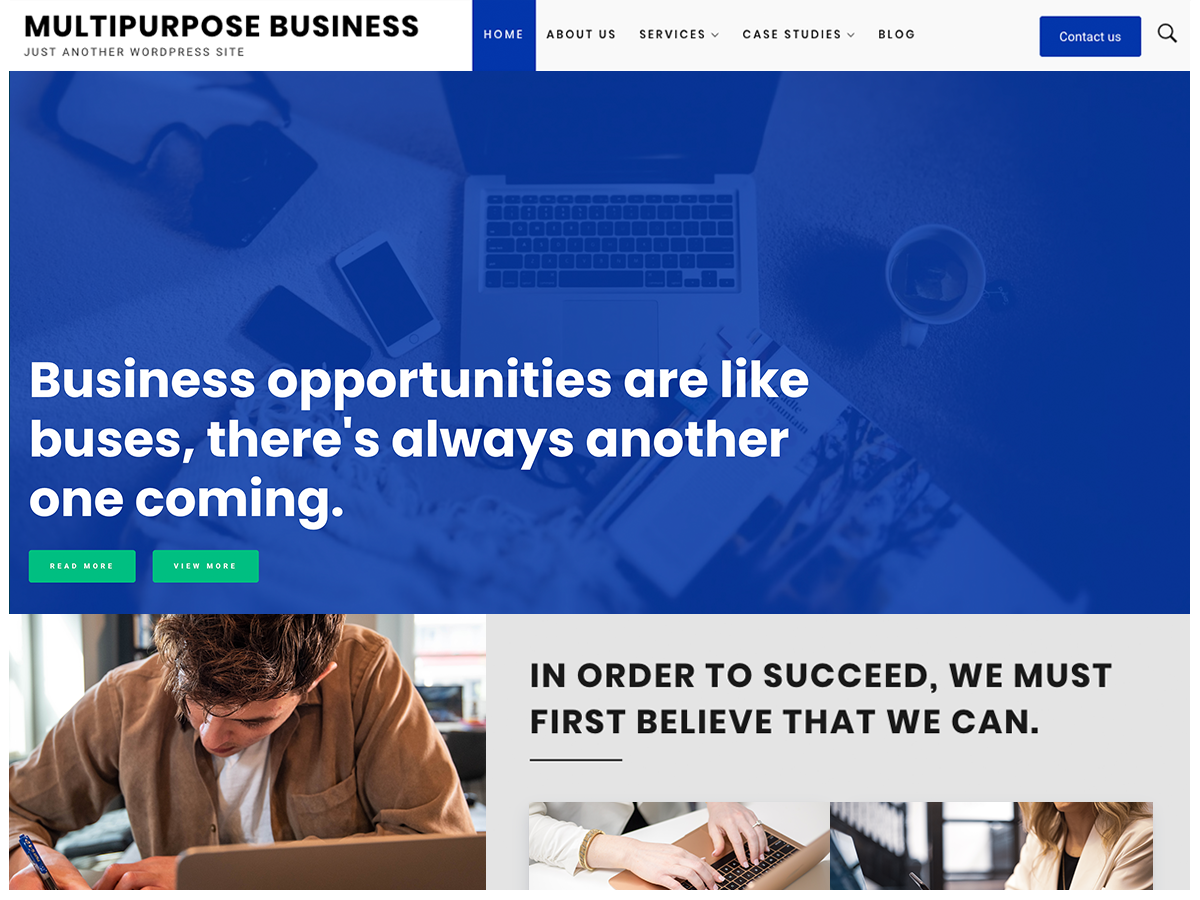 MULTIPURPOSE BUSINESS
JUST ANOTHER WORDPRESS SITE
HOME
ABOUT US
SERVICES
CASE STUDIES
BLOG
Contact us
Business opportunities are like
buses, there's always another
one coming.
READ MORE
VIEW MORE
IN ORDER TO SUCCEED, WE MUST
FIRST BELIEVE THAT WE CAN.